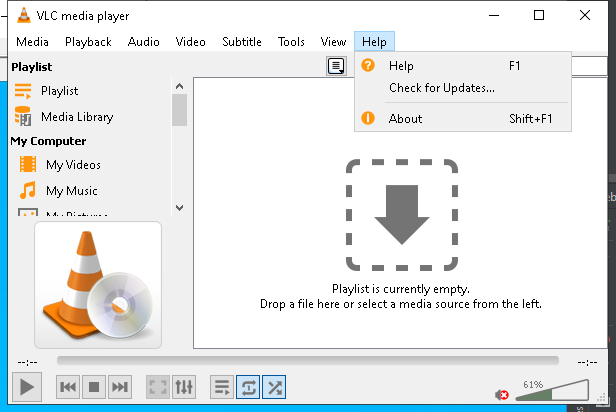 VLC media player
Media Playback Audio Video Subtitle Tools View Help
Playlist
Playlist
Media Library
My Computer
My Videos
My Music
My Pictures
Help F1
Check for Updates...
About Shift+F1
Playlist is currently empty.
Drop a file here or select a media source from the left.
--:-- --:--
61%